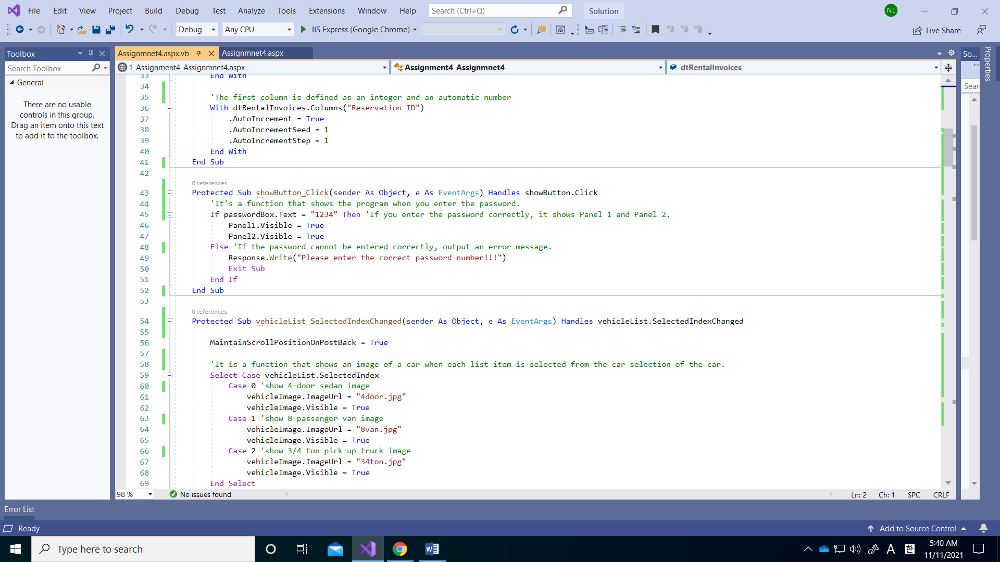 File Edit View Project Build Debug Test Analyze Tools Extensions Window Help Search (Ctrl+Q) Solution NL
Debug Any CPU IIS Express (Google Chrome) Live Share
Toolbox
Search Toolbox
General
There are no usable
controls in this group.
Drag an item onto this text
to add it to the toolbox.
Assignmnet4.aspx.vb Assignmnet4.aspx
1_Assignment4_Assignmnet4.aspx Assignment4_Assignmnet4 dtRentalInvoices
33 End With
34
35 'The first column is defined as an integer and an automatic number
36 With dtRentalInvoices.Columns("Reservation ID")
37 .AutoIncrement = True
38 .AutoIncrementSeed = 1
39 .AutoIncrementStep = 1
40 End With
41 End Sub
42
0 references
43 Protected Sub showButton_Click(sender As Object, e As EventArgs) Handles showButton.Click
44 'It's a function that shows the program when you enter the password.
45 If passwordBox.Text = "1234" Then 'If you enter the password correctly, it shows Panel 1 and Panel 2.
46 Panel1.Visible = True
47 Panel2.Visible = True
48 Else 'If the password cannot be entered correctly, output an error message.
49 Response.Write("Please enter the correct password number!!!")
50 Exit Sub
51 End If
52 End Sub
53
0 references
54 Protected Sub vehicleList_SelectedIndexChanged(sender As Object, e As EventArgs) Handles vehicleList.SelectedIndexChanged
55
56 MaintainScrollPositionOnPostBack = True
57
58 'It is a function that shows an image of a car when each list item is selected from the car selection of the car.
59 Select Case vehicleList.SelectedIndex
60 Case 0 'show 4-door sedan image
61 vehicleImage.ImageUrl = "4door.jpg"
62 vehicleImage.Visible = True
63 Case 1 'show 8 passenger van image
64 vehicleImage.ImageUrl = "8van.jpg"
65 vehicleImage.Visible = True
66 Case 2 'show 3/4 ton pick-up truck image
67 vehicleImage.ImageUrl = "34ton.jpg"
68 vehicleImage.Visible = True
69 End Select
98 % No issues found Ln: 2 Ch: 1 SPC CRLF
So...
Sear
Properties
Error List
Ready Add to Source Control
Type here to search
A 한 5:40 AM
11/11/2021